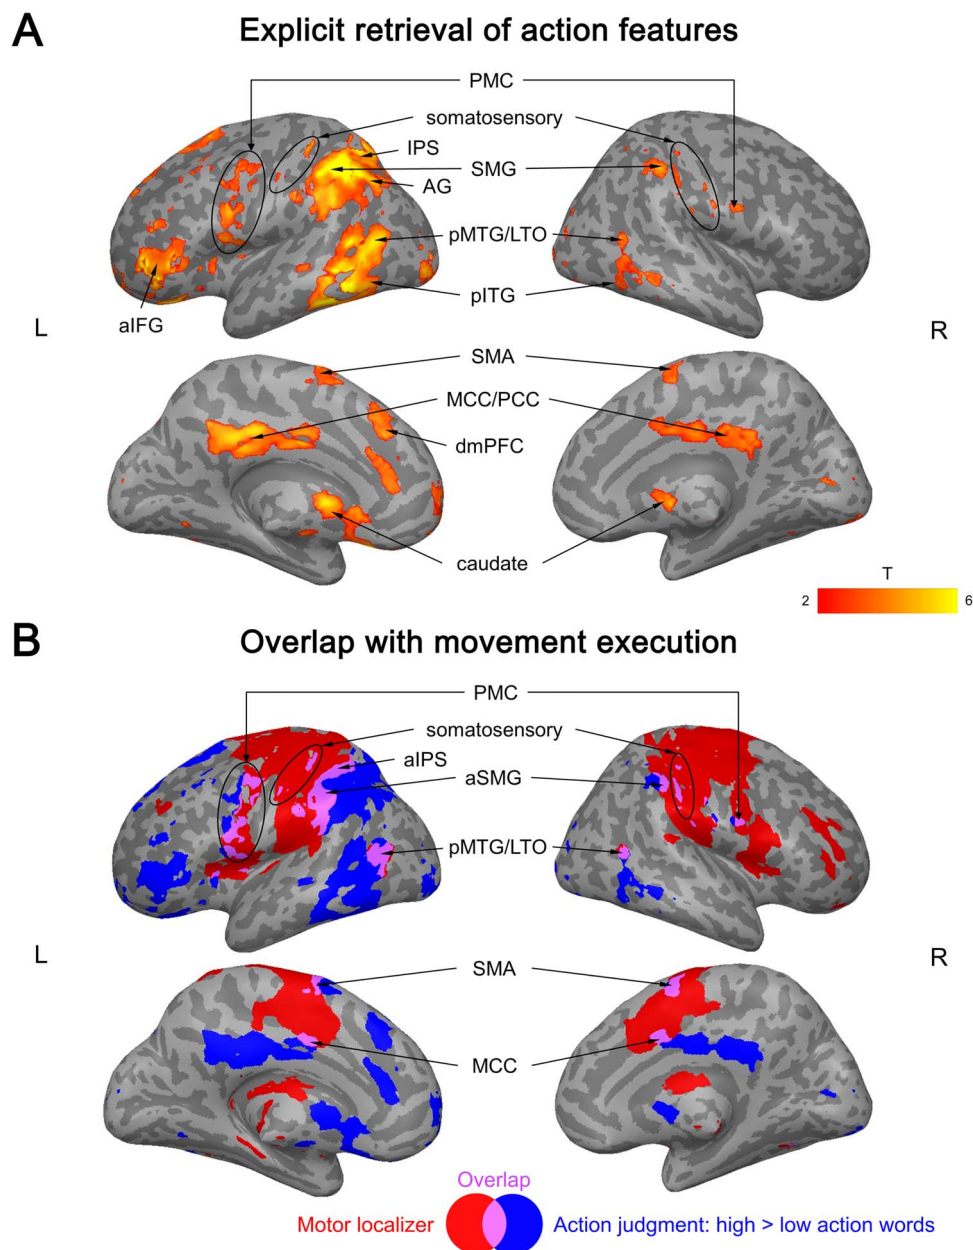 A
Explicit retrieval of action features
PMC
somatosensory
IPS
SMG
AG
pMTG/LTO
pITG
aIFG
L
R
SMA
MCC/PCC
dmPFC
caudate
T
2
6
B
Overlap with movement execution
PMC
somatosensory
aIPS
aSMG
pMTG/LTO
L
R
SMA
MCC
Overlap
Motor localizer
Action judgment: high > low action words